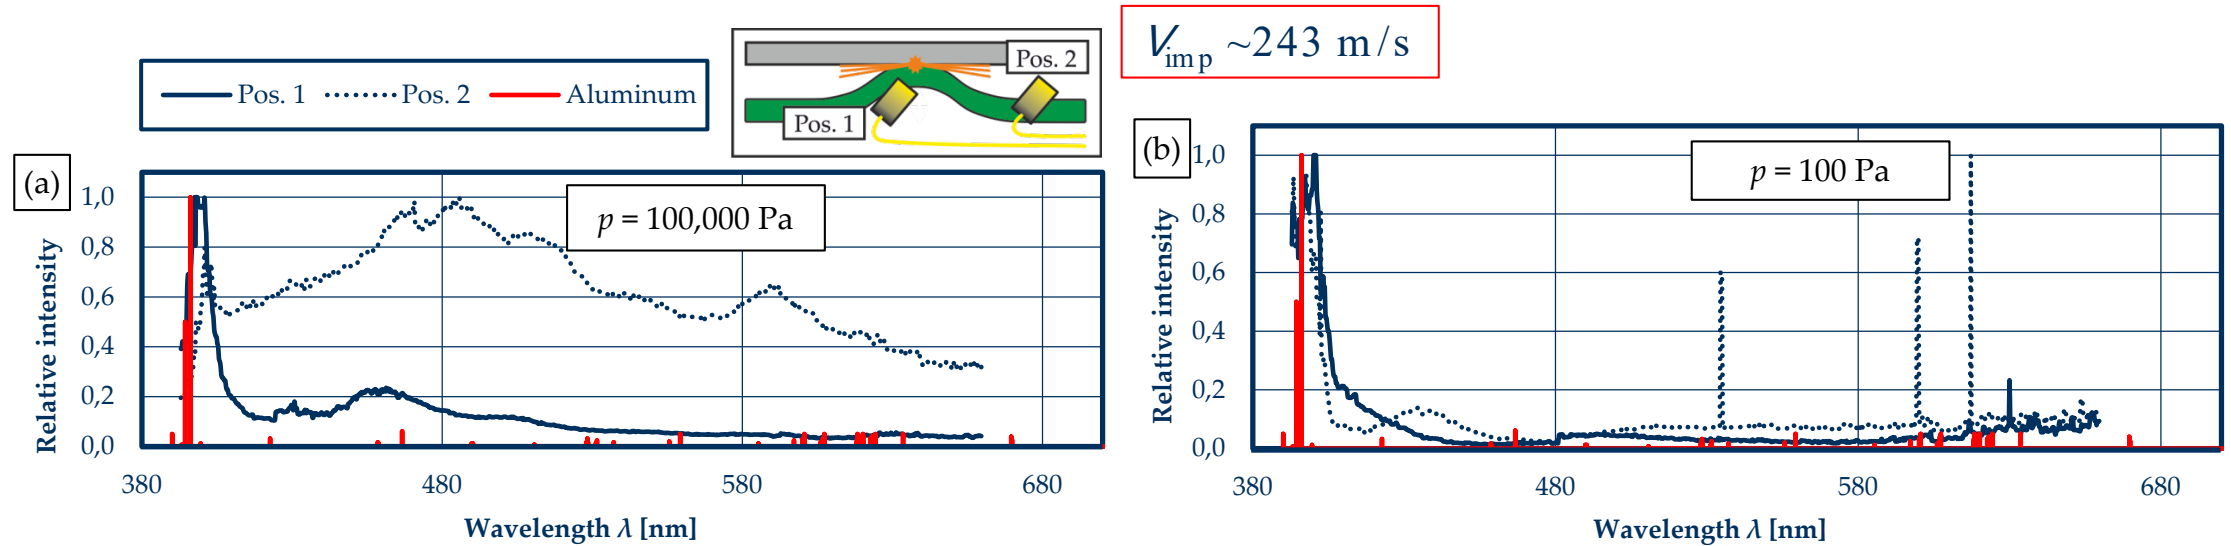 Vimp ~243 m/s
Pos. 1 Pos. 2 Aluminum
Pos. 2
Pos. 1
(a)
p = 100,000 Pa
Relative intensity
1,0
0,8
0,6
0,4
0,2
0,0
380 480 580 680
Wavelength λ [nm]
(b)
p = 100 Pa
Relative intensity
1,0
0,8
0,6
0,4
0,2
0,0
380 480 580 680
Wavelength λ [nm]